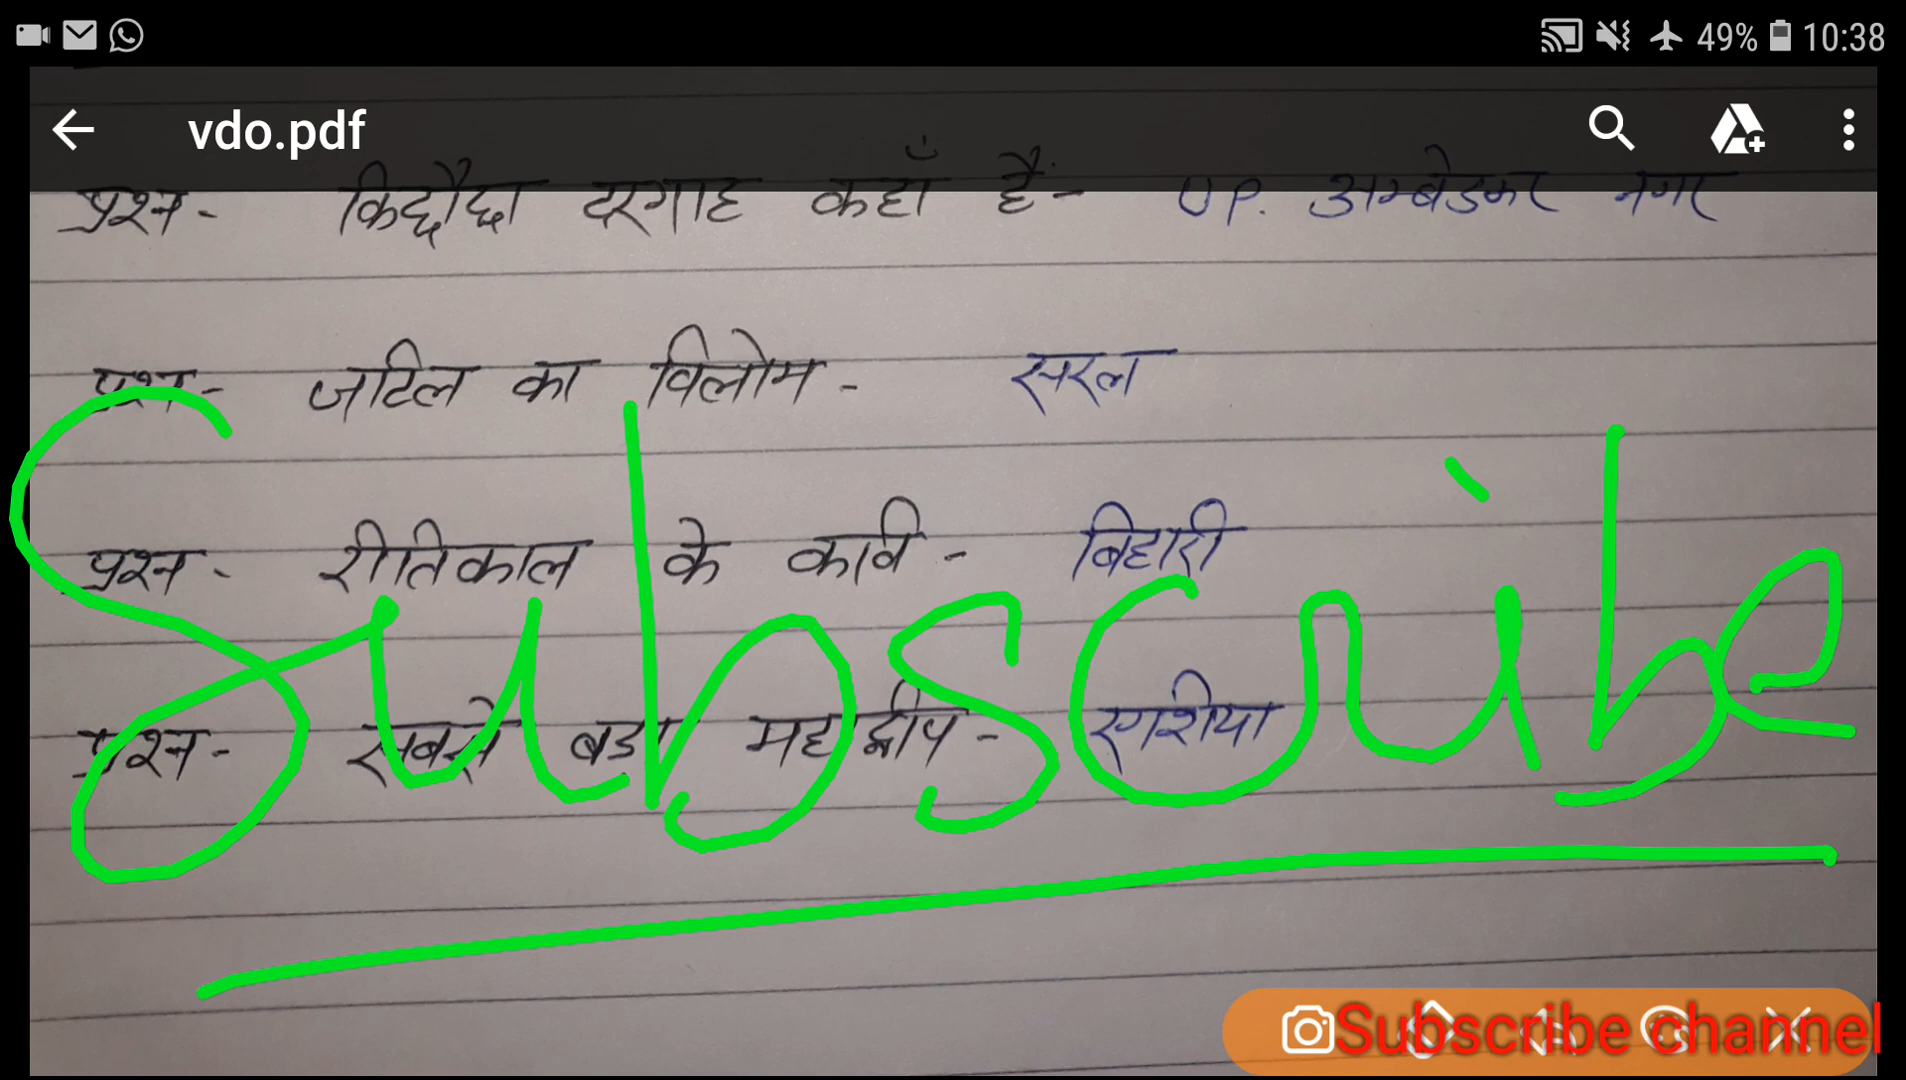 49% 10:38
vdo.pdf
प्रश्न - किछौछा दरगाह कहाँ है - UP. अम्बेडकर नगर
प्रश्न - जटिल का विलोम - सरल
प्रश्न - रीतिकाल के कवि - बिहारी
प्रश्न - सबसे बड़ा महाद्वीप - एशिया
Subscribe
Subscribe channel